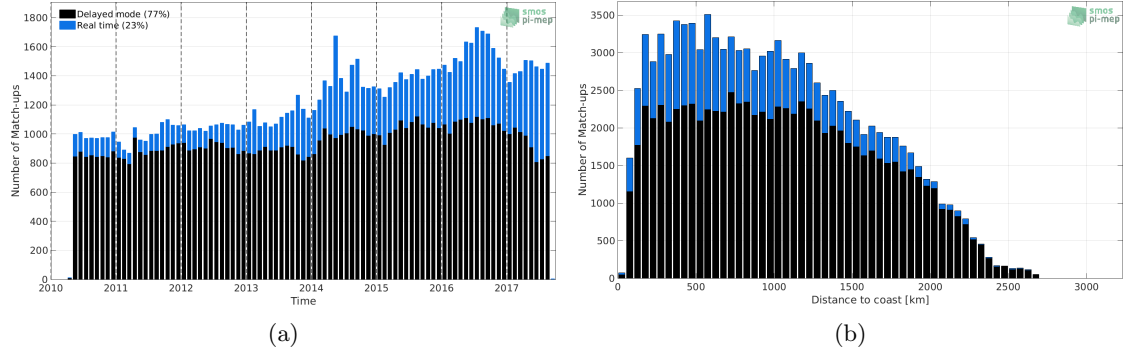 Delayed mode (77%)
Real time (23%)
smos
pi-mep
1800
1600
1400
1200
1000
800
600
400
200
0
Number of Match-ups
2010 2011 2012 2013 2014 2015 2016 2017
Time
(a)
smos
pi-mep
3500
3000
2500
2000
1500
1000
500
0
Number of Match-ups
0 500 1000 1500 2000 2500 3000
Distance to coast [km]
(b)